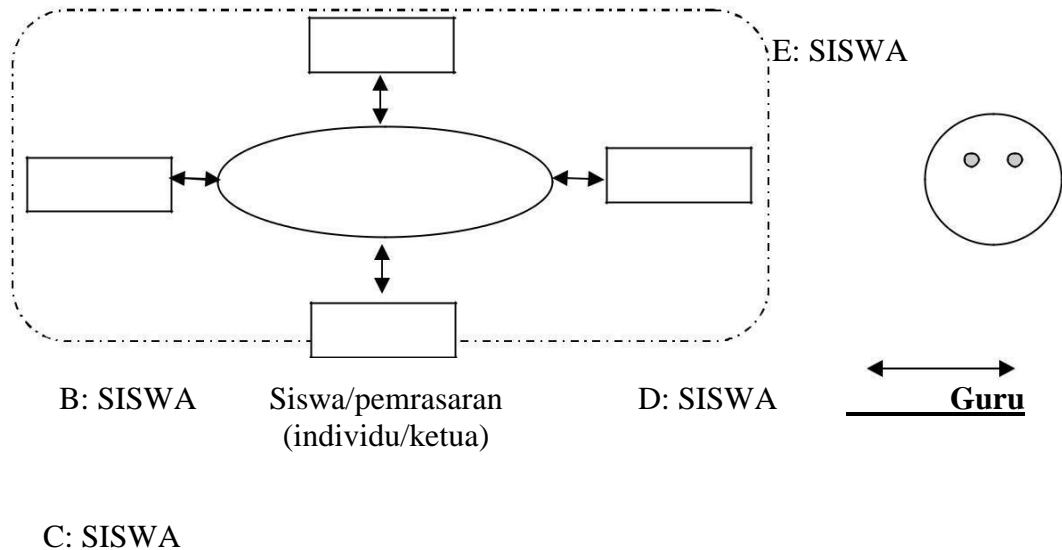 E: SISWA
B: SISWA Siswa/pemrasaran D: SISWA Guru
(individu/ketua)
C: SISWA